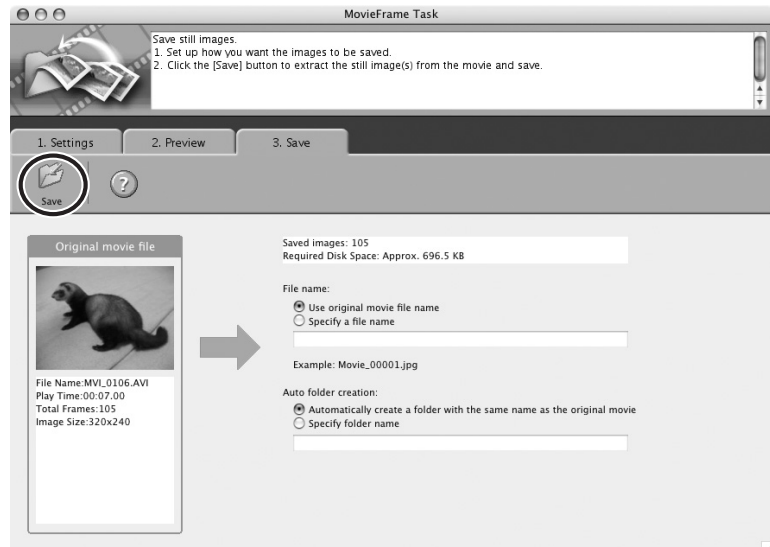 MovieFrame Task
Save still images.
1. Set up how you want the images to be saved.
2. Click the [Save] button to extract the still image(s) from the movie and save.
1. Settings
2. Preview
3. Save
Save
?
Original movie file
File Name:MVI_0106.AVI
Play Time:00:07.00
Total Frames:105
Image Size:320x240
Saved images: 105
Required Disk Space: Approx. 696.5 KB
File name:
Use original movie file name
Specify a file name
Example: Movie_00001.jpg
Auto folder creation:
Automatically create a folder with the same name as the original movie
Specify folder name